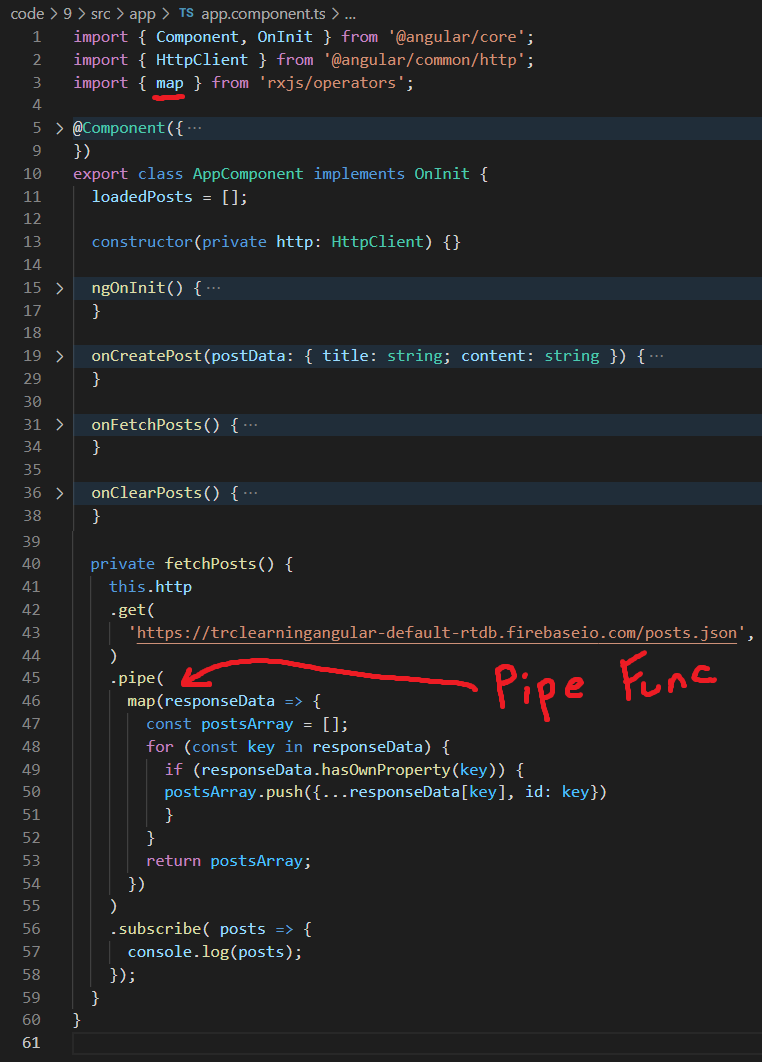 code > 9 > src > app > TS app.component.ts > ...
1 import { Component, OnInit } from '@angular/core';
2 import { HttpClient } from '@angular/common/http';
3 import { map } from 'rxjs/operators';
4
5 > @Component({ ...
9 })
10 export class AppComponent implements OnInit {
11   loadedPosts = [];
12
13   constructor(private http: HttpClient) {}
14
15 >   ngOnInit() { ...
17   }
18
19 >   onCreatePost(postData: { title: string; content: string }) { ...
29   }
30
31 >   onFetchPosts() { ...
34   }
35
36 >   onClearPosts() { ...
38   }
39
40   private fetchPosts() {
41     this.http
42     .get(
43       'https://trclearningangular-default-rtdb.firebaseio.com/posts.json',
44     )
45     .pipe(
Pipe Func
46       map(responseData => {
47         const postsArray = [];
48         for (const key in responseData) {
49           if (responseData.hasOwnProperty(key)) {
50           postsArray.push({...responseData[key], id: key})
51           }
52         }
53         return postsArray;
54       })
55     )
56     .subscribe( posts => {
57       console.log(posts);
58     });
59   }
60 }
61